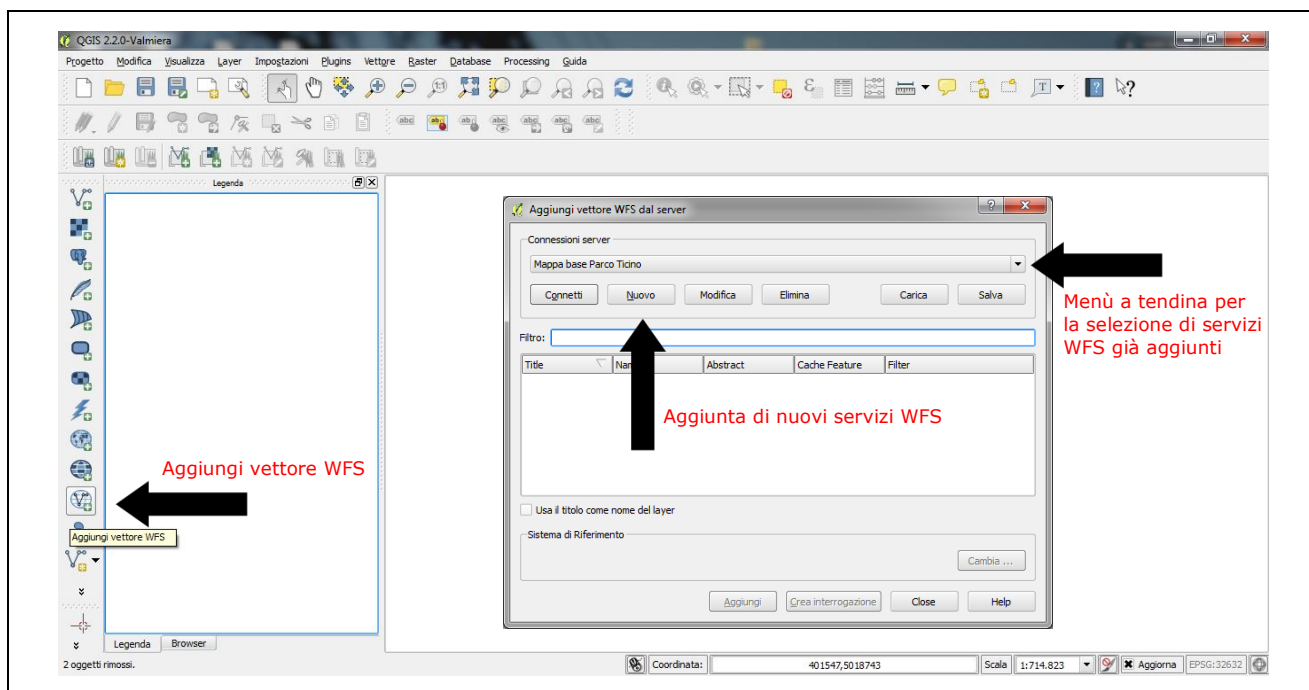 QGIS 2.2.0-Valmiera
Progetto Modifica Visualizza Layer Impostazioni Plugins Vettore Raster Database Processing Guida
Legenda
Aggiungi vettore WFS dal server
Connessioni server
Mappa base Parco Ticino
Connetti Nuovo Modifica Elimina Carica Salva
Menù a tendina per
la selezione di servizi
WFS già aggiunti
Filtro:
Title Abstract Cache Feature Filter
Aggiunta di nuovi servizi WFS
Aggiungi vettore WFS
Usa il titolo come nome del layer
Aggiungi vettore WFS
Sistema di Riferimento
Cambia ...
Aggiungi Crea interrogazione Close Help
Legenda Browser
2 oggetti rimossi. Coordinata: 401547,5018743 Scala 1:714.823 Aggiorna EPSG:32632